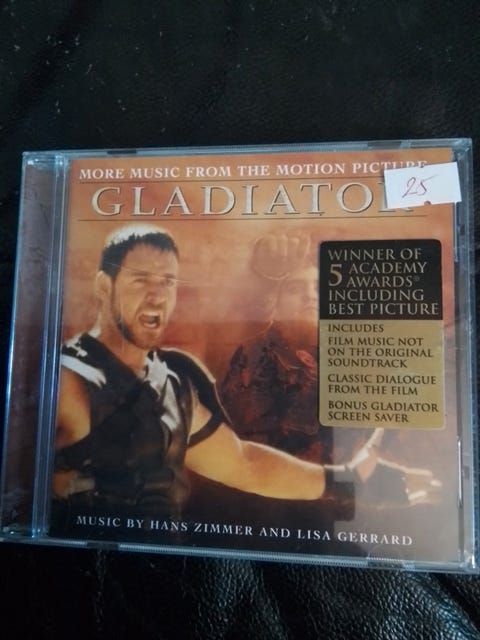 MORE MUSIC FROM THE MOTION PICTURE
25
GLADIATOR
WINNER OF
5 ACADEMY
AWARDS®
INCLUDING
BEST PICTURE
INCLUDES
FILM MUSIC NOT
ON THE ORIGINAL
SOUNDTRACK
CLASSIC DIALOGUE
FROM THE FILM
BONUS GLADIATOR
SCREEN SAVER
MUSIC BY HANS ZIMMER AND LISA GERRARD